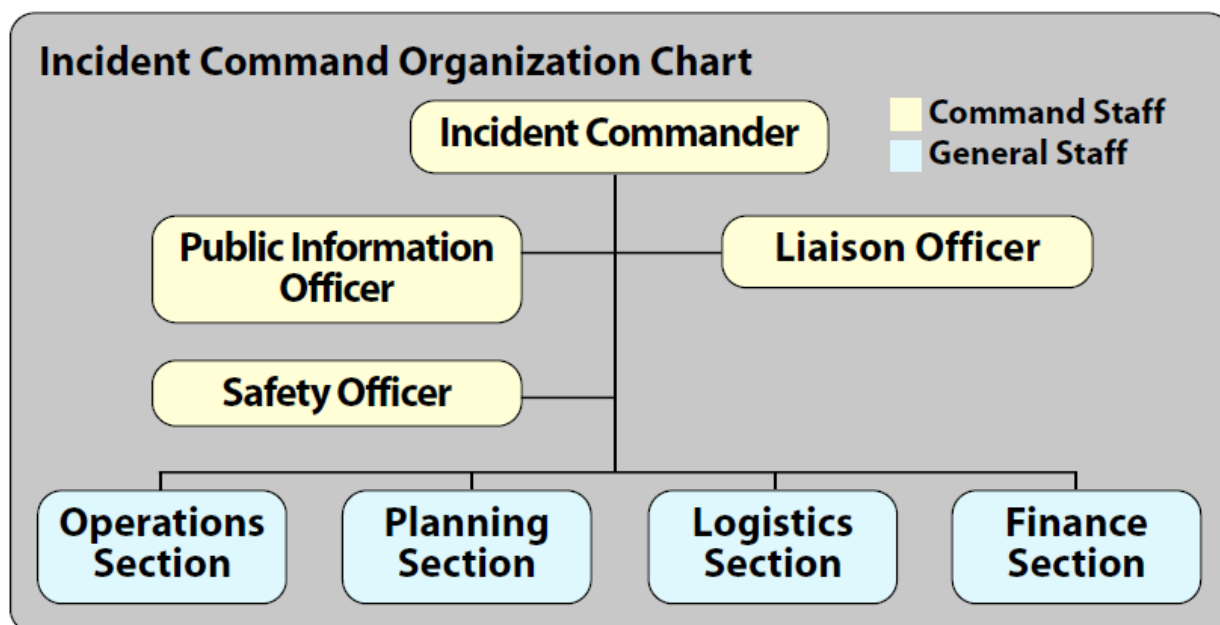 Incident Command Organization Chart
Incident Commander
Command Staff
General Staff
Public Information
Officer
Liaison Officer
Safety Officer
Operations
Section
Planning
Section
Logistics
Section
Finance
Section